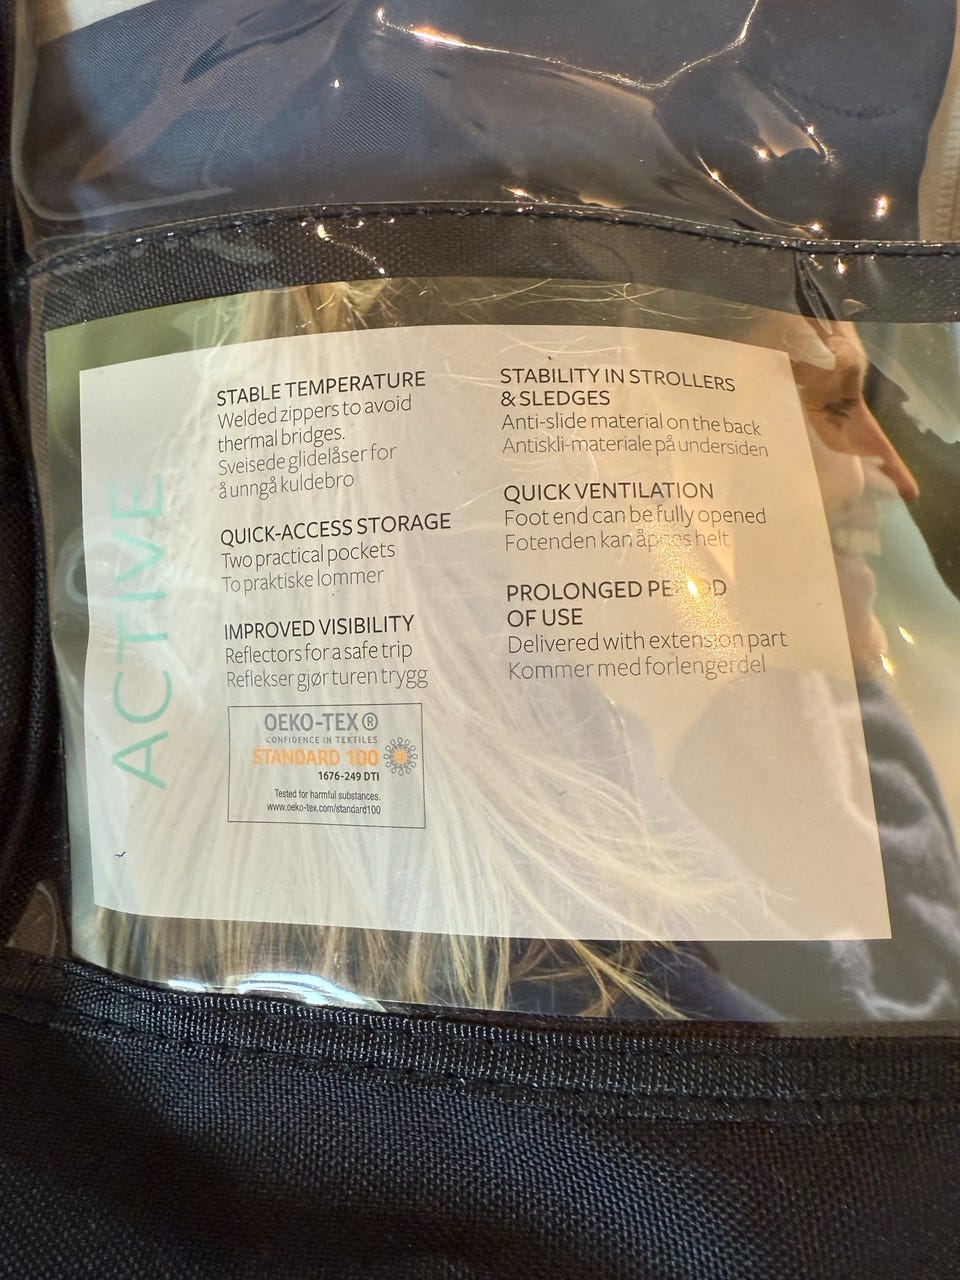 ACTIVE
STABLE TEMPERATURE
Welded zippers to avoid
thermal bridges.
Sveisede glidelåser for
å unngå kuldebro
QUICK-ACCESS STORAGE
Two practical pockets
To praktiske lommer
IMPROVED VISIBILITY
Reflectors for a safe trip
Reflekser gjør turen trygg
OEKO-TEX®
CONFIDENCE IN TEXTILES
STANDARD 100
1676-249 DTI
Tested for harmful substances.
www.oeko-tex.com/standard100
STABILITY IN STROLLERS
& SLEDGES
Anti-slide material on the back
Antiskli-materiale på undersiden
QUICK VENTILATION
Foot end can be fully opened
Fotenden kan åpnes helt
PROLONGED PERIOD
OF USE
Delivered with extension part
Kommer med forlengerdel